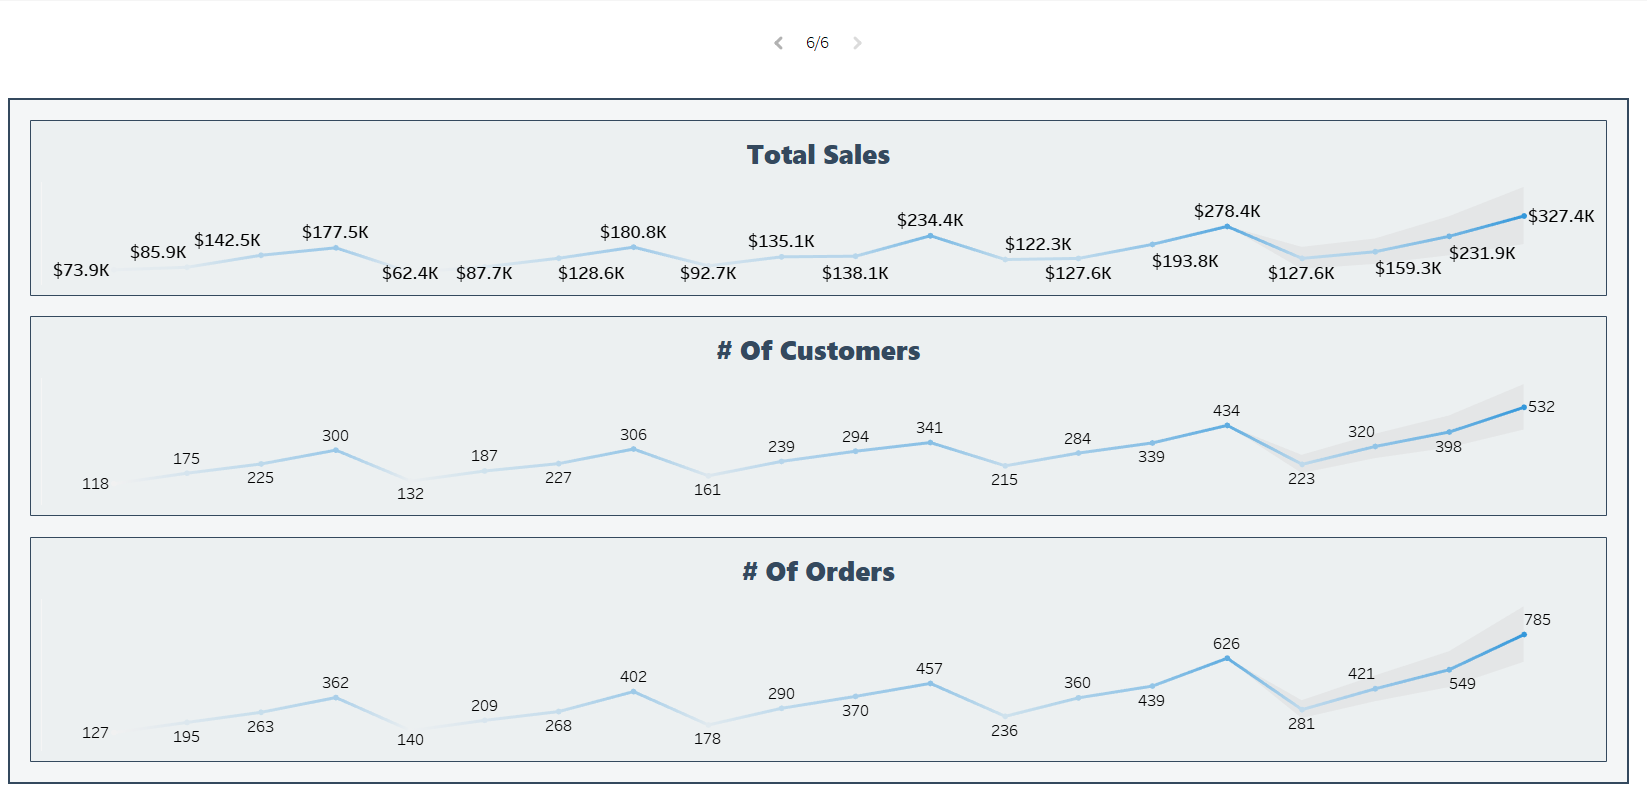 6/6
Total Sales
$73.9K $85.9K $142.5K $177.5K $62.4K $87.7K $128.6K $180.8K $92.7K $135.1K $138.1K $234.4K $122.3K $127.6K $193.8K $278.4K $127.6K $159.3K $231.9K $327.4K
# Of Customers
118 175 225 300 132 187 227 306 161 239 294 341 215 284 339 434 223 320 398 532
# Of Orders
127 195 263 362 140 209 268 402 178 290 370 457 236 360 439 626 281 421 549 785